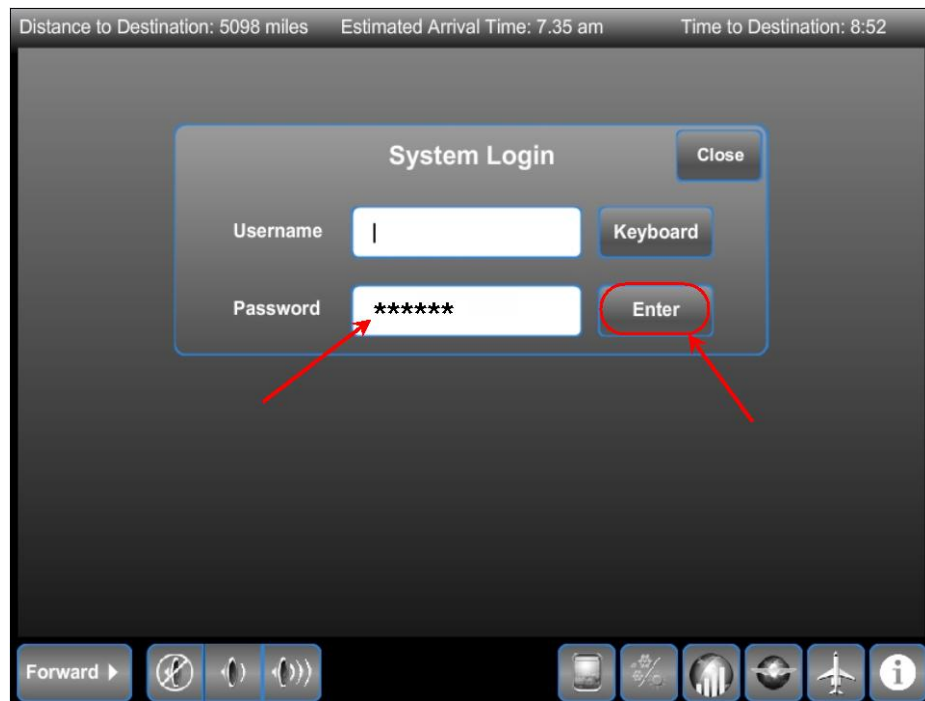 Distance to Destination: 5098 miles Estimated Arrival Time: 7.35 am Time to Destination: 8:52
System Login Close
Username Keyboard
Password ****** Enter
Forward
i